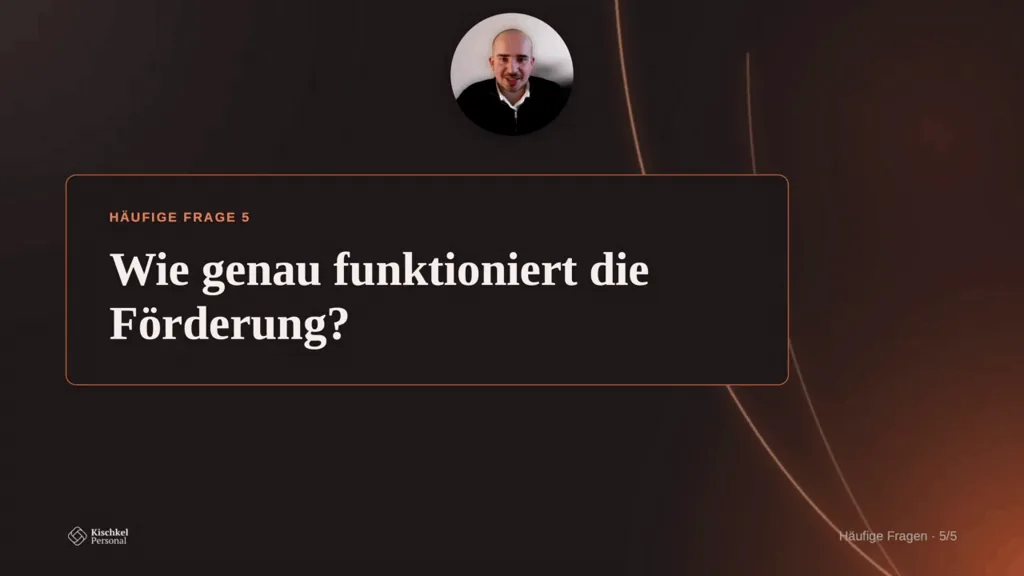 HÄUFIGE FRAGE 5
Wie genau funktioniert die
Förderung?
Kischkel
Personal
Häufige Fragen · 5/5